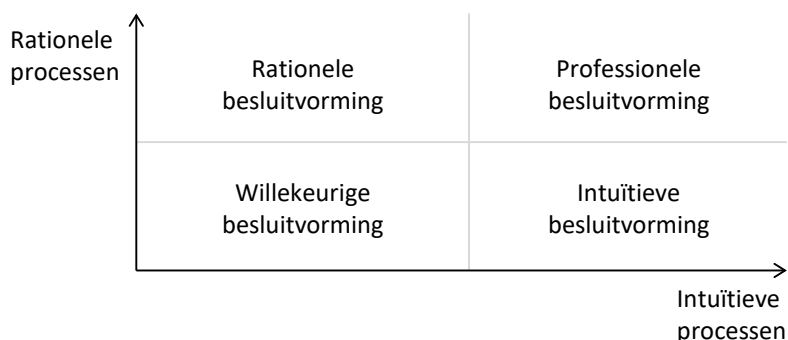 Rationele
processen
Rationele
besluitvorming
Professionele
besluitvorming
Willekeurige
besluitvorming
Intuïtieve
besluitvorming
Intuïtieve
processen